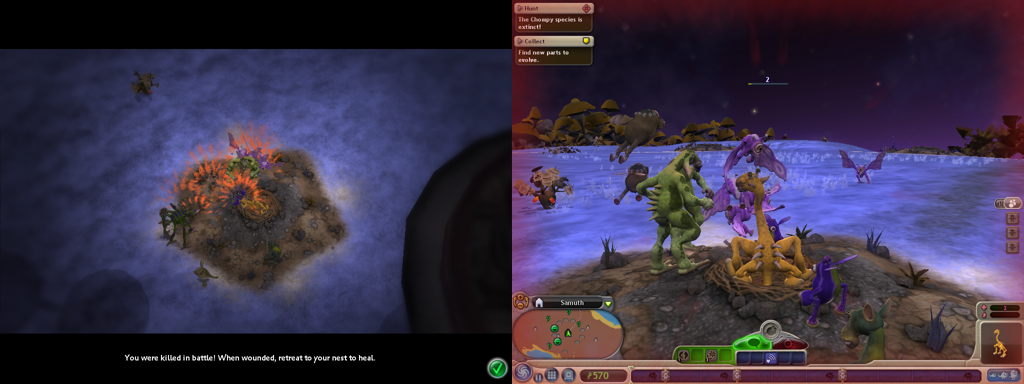 You were killed in battle! When wounded, retreat to your nest to heal.
Hunt
The Chompy species is
extinct!
Collect
Find new parts to
evolve.
2
Samuth
570